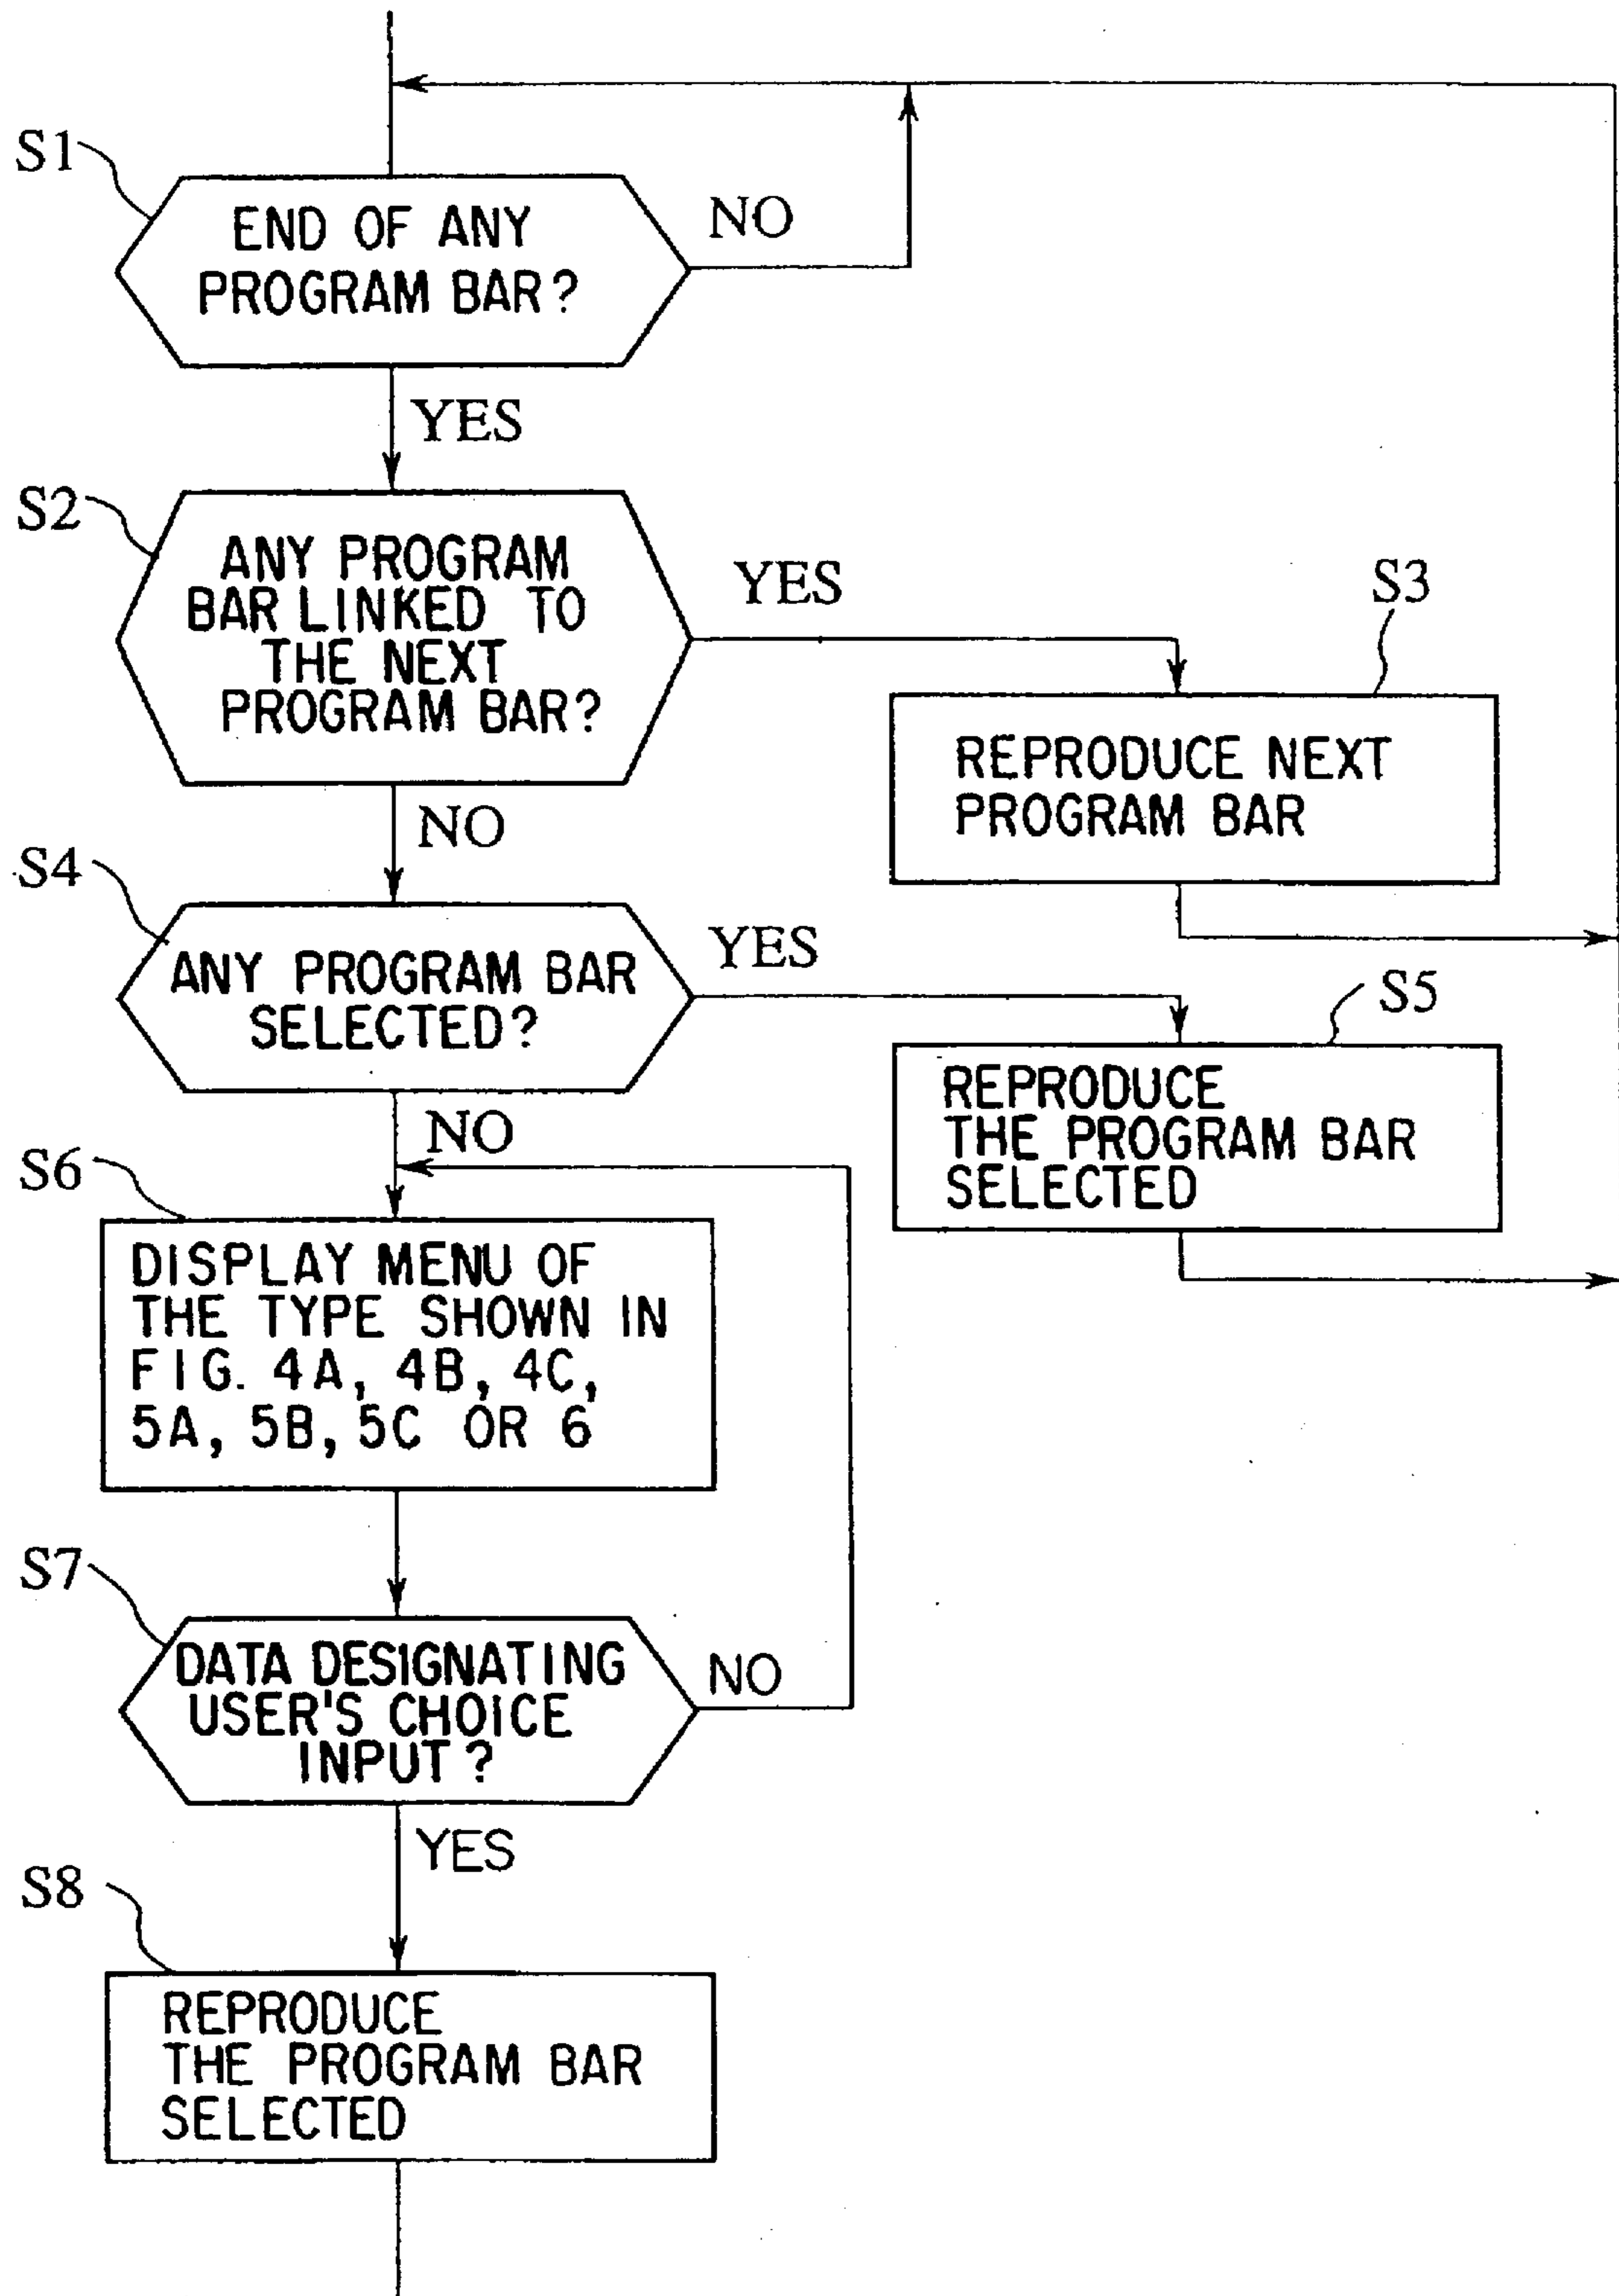 S1
END OF ANY
PROGRAM BAR?
NO
YES
S2
ANY PROGRAM
BAR LINKED TO
THE NEXT
PROGRAM BAR?
YES
S3
REPRODUCE NEXT
PROGRAM BAR
NO
S4
ANY PROGRAM BAR
SELECTED?
YES
S5
REPRODUCE
THE PROGRAM BAR
SELECTED
NO
S6
DISPLAY MENU OF
THE TYPE SHOWN IN
FIG. 4A, 4B, 4C,
5A, 5B, 5C OR 6
S7
DATA DESIGNATING
USER'S CHOICE
INPUT?
NO
YES
S8
REPRODUCE
THE PROGRAM BAR
SELECTED